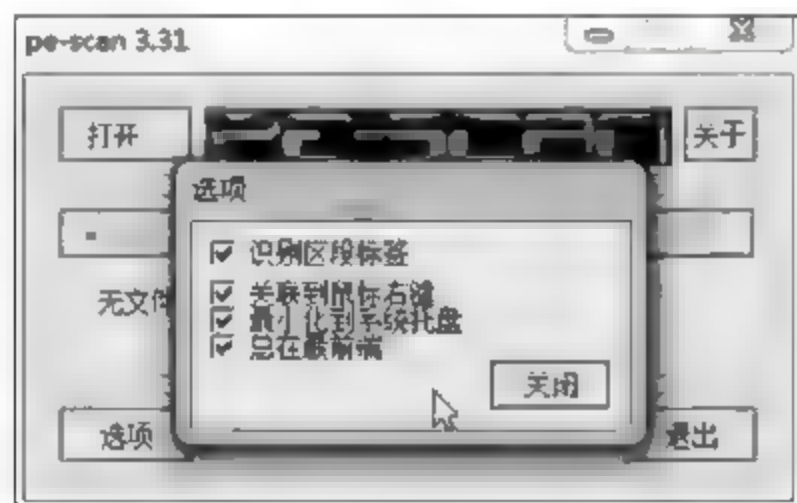 pe-scan 3.31
打开
关于
选项
识别区段标签
关联到鼠标右键
无文件
最小化到系统托盘
总在最前端
关闭
选项
退出